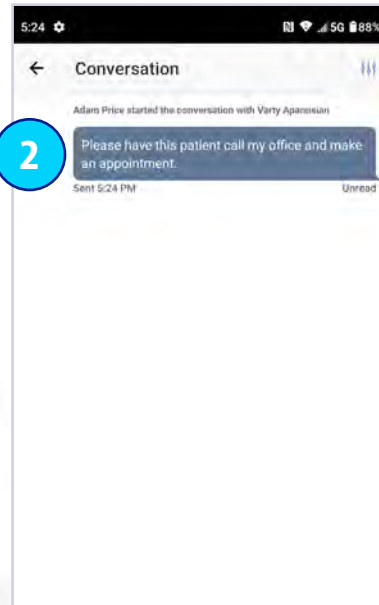 5:24 5G 88%
Conversation
Adam Price started the conversation with Varty Aparosian
2
Please have this patient call my office and make
an appointment.
Sent 5:24 PM Unread